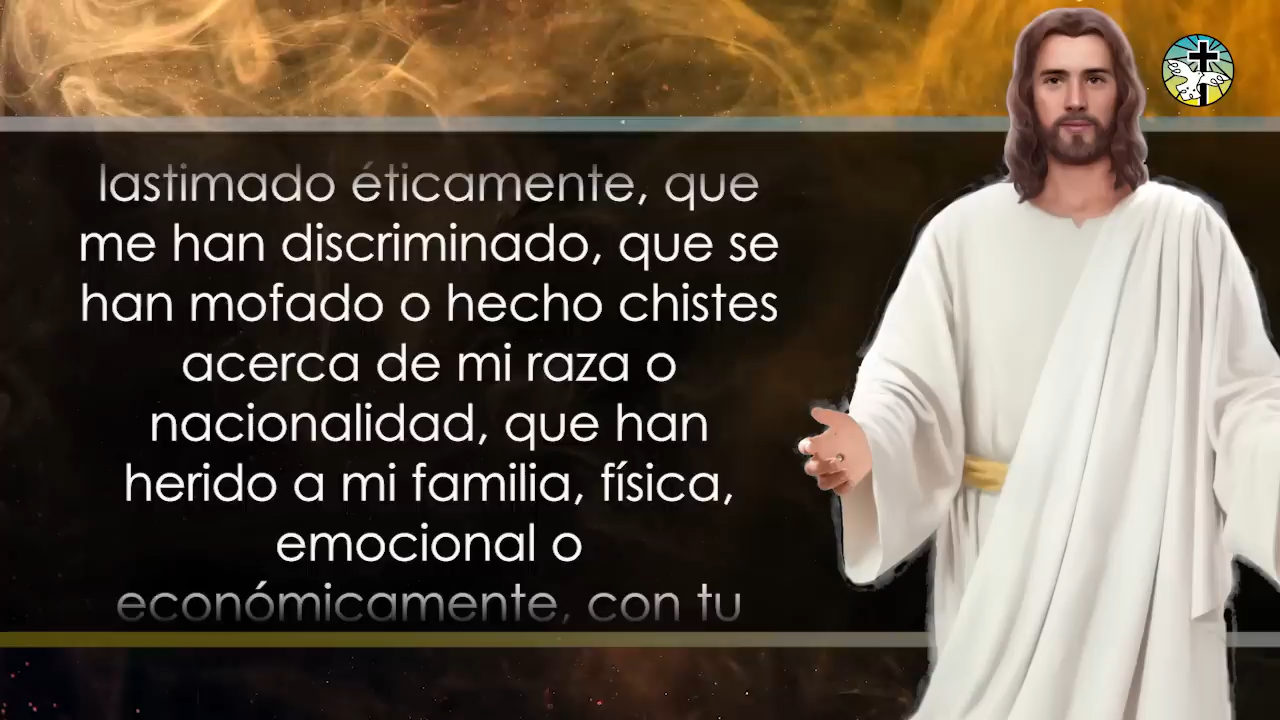 lastimado éticamente, que
me han discriminado, que se
han mofado o hecho chistes
acerca de mi raza o
nacionalidad, que han
herido a mi familia, física,
emocional o
económicamente, con tu